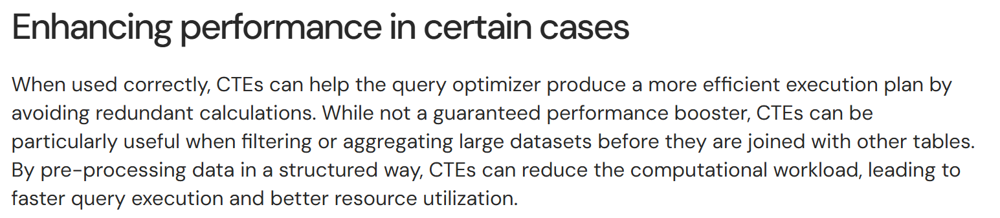 Enhancing performance in certain cases
When used correctly, CTEs can help the query optimizer produce a more efficient execution plan by
avoiding redundant calculations. While not a guaranteed performance booster, CTEs can be
particularly useful when filtering or aggregating large datasets before they are joined with other tables.
By pre-processing data in a structured way, CTEs can reduce the computational workload, leading to
faster query execution and better resource utilization.